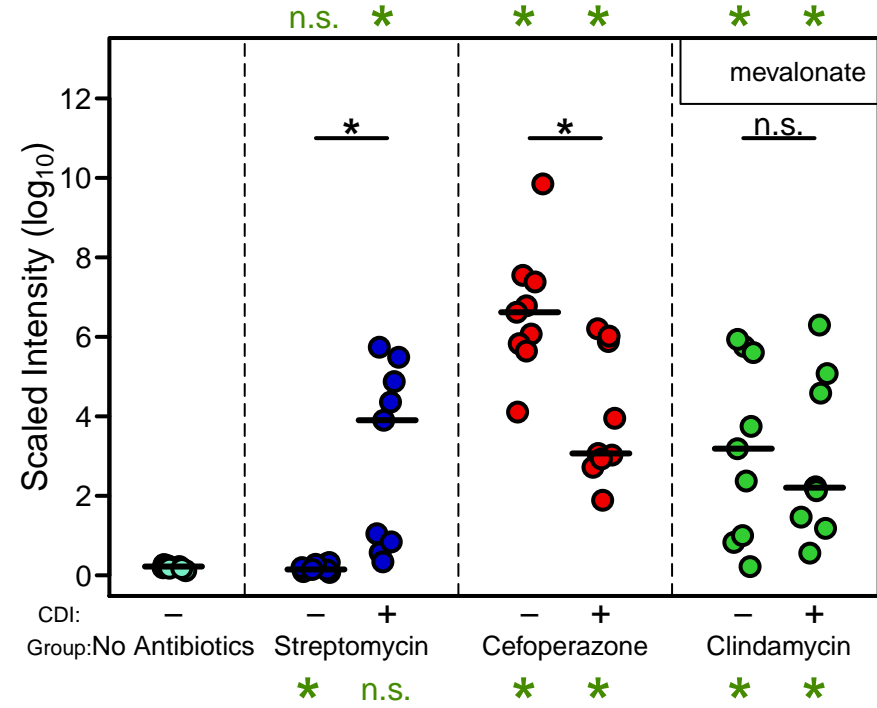 n.s. * * * * *
mevalonate
* * n.s.
Scaled Intensity (log10)
12
10
8
6
4
2
0
CDI: − − + − + − +
Group: No Antibiotics Streptomycin Cefoperazone Clindamycin
* n.s. * * * *